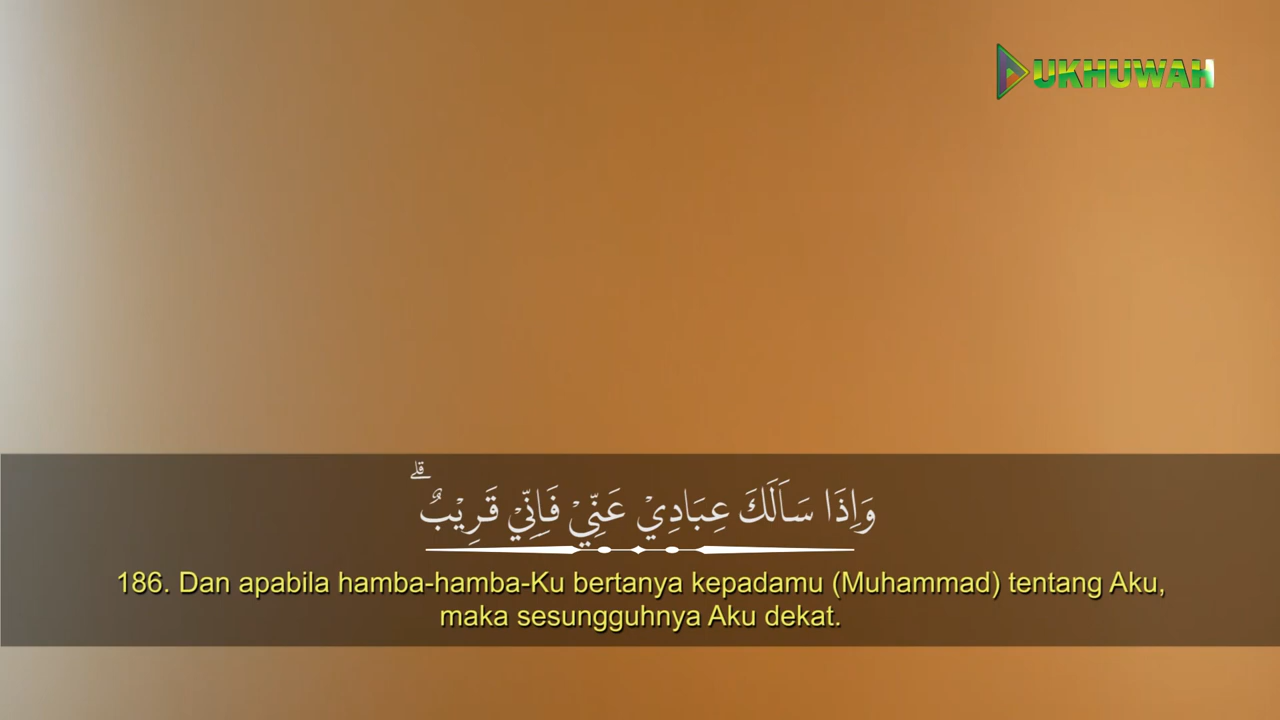 UKHUWAH
وَاِذَا سَاَلَكَ عِبَادِيْ عَنِّيْ فَاِنِّيْ قَرِيْبٌ ۗ
186. Dan apabila hamba-hamba-Ku bertanya kepadamu (Muhammad) tentang Aku,
maka sesungguhnya Aku dekat.